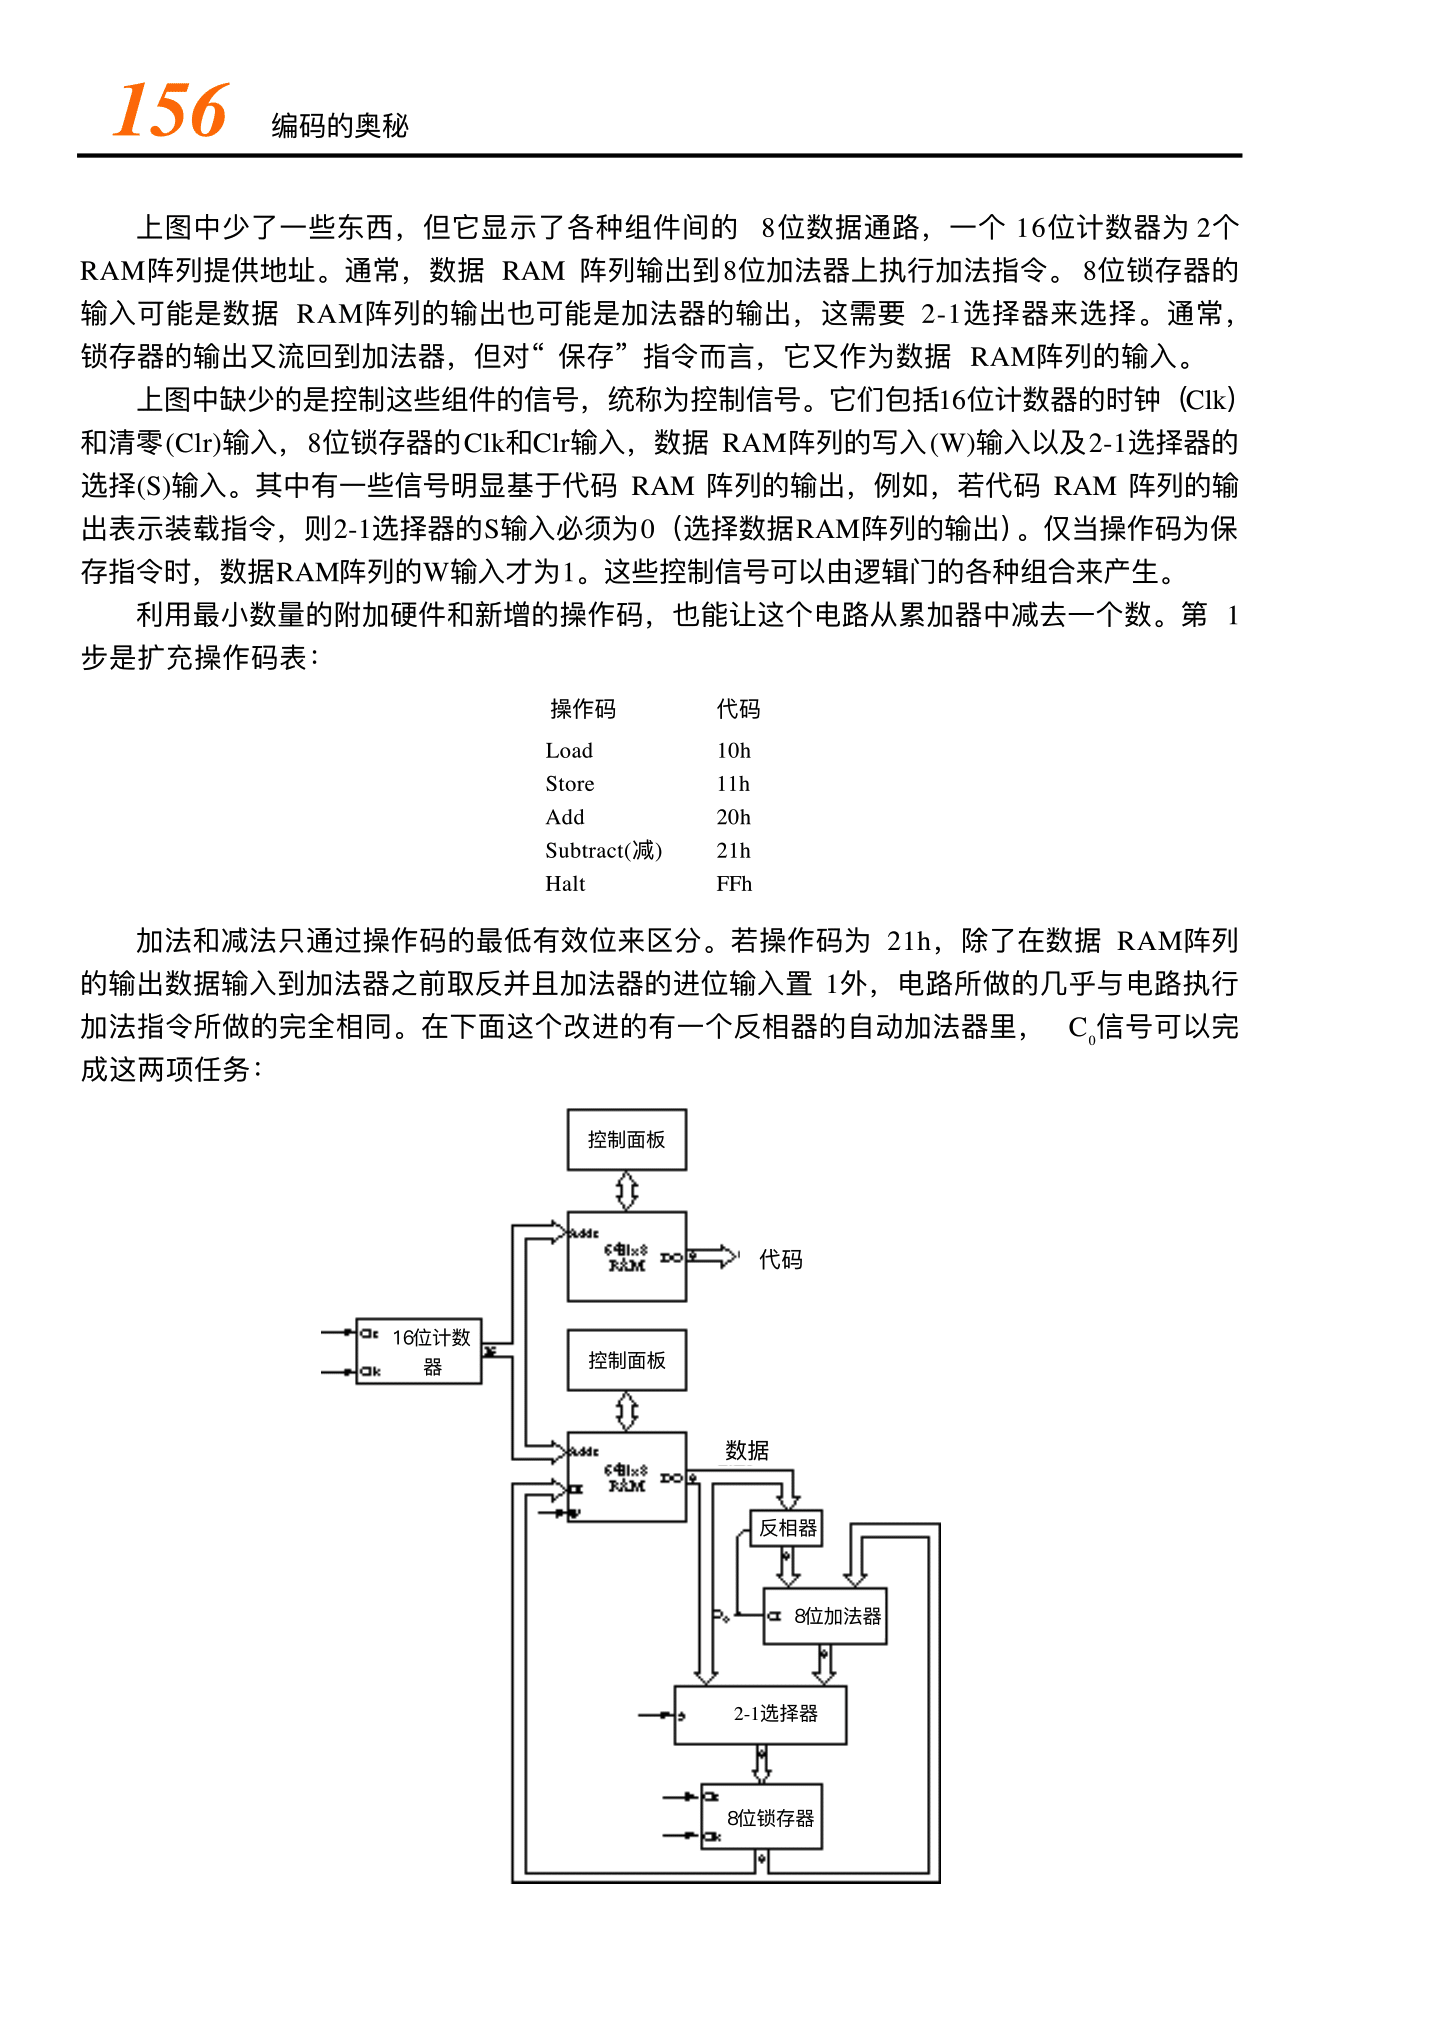 156 编码的奥秘
上图中少了一些东西，但它显示了各种组件间的 8位数据通路，一个 16位计数器为 2个
RAM阵列提供地址。通常，数据 RAM 阵列输出到8位加法器上执行加法指令。 8位锁存器的
输入可能是数据 RAM阵列的输出也可能是加法器的输出，这需要 2-1选择器来选择。通常，
锁存器的输出又流回到加法器，但对“ 保存”指令而言，它又作为数据 RAM阵列的输入。
上图中缺少的是控制这些组件的信号，统称为控制信号。它们包括16位计数器的时钟（Clk）
和清零(Clr)输入，8位锁存器的Clk和Clr输入，数据 RAM阵列的写入(W)输入以及2-1选择器的
选择(S)输入。其中有一些信号明显基于代码 RAM 阵列的输出，例如，若代码 RAM 阵列的输
出表示装载指令，则2-1选择器的S输入必须为0（选择数据RAM阵列的输出）。仅当操作码为保
存指令时，数据RAM阵列的W输入才为1。这些控制信号可以由逻辑门的各种组合来产生。
利用最小数量的附加硬件和新增的操作码，也能让这个电路从累加器中减去一个数。第 1
步是扩充操作码表：
操作码 代码
Load 10h
Store 11h
Add 20h
Subtract(减) 21h
Halt FFh
加法和减法只通过操作码的最低有效位来区分。若操作码为 21h，除了在数据 RAM阵列
的输出数据输入到加法器之前取反并且加法器的进位输入置 1外，电路所做的几乎与电路执行
加法指令所做的完全相同。在下面这个改进的有一个反相器的自动加法器里， C0信号可以完
成这两项任务：
控制面板
RAM
DO
代码
16位计数
器
控制面板
RAM
DO
数据
反相器
8位加法器
2-1选择器
8位锁存器